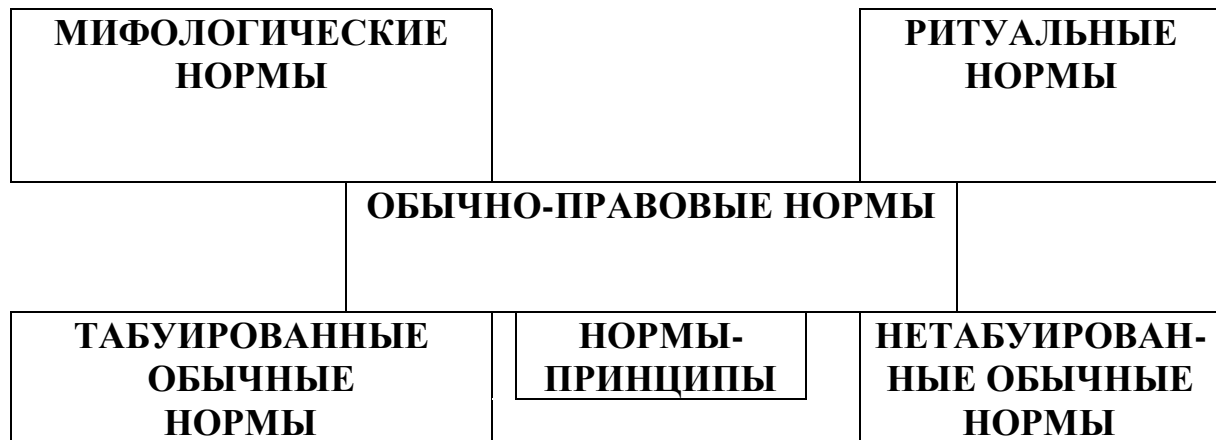 МИФОЛОГИЧЕСКИЕ
НОРМЫ
РИТУАЛЬНЫЕ
НОРМЫ
ОБЫЧНО-ПРАВОВЫЕ НОРМЫ
ТАБУИРОВАННЫЕ
ОБЫЧНЫЕ
НОРМЫ
НОРМЫ-
ПРИНЦИПЫ
НЕТАБУИРОВАН-
НЫЕ ОБЫЧНЫЕ
НОРМЫ